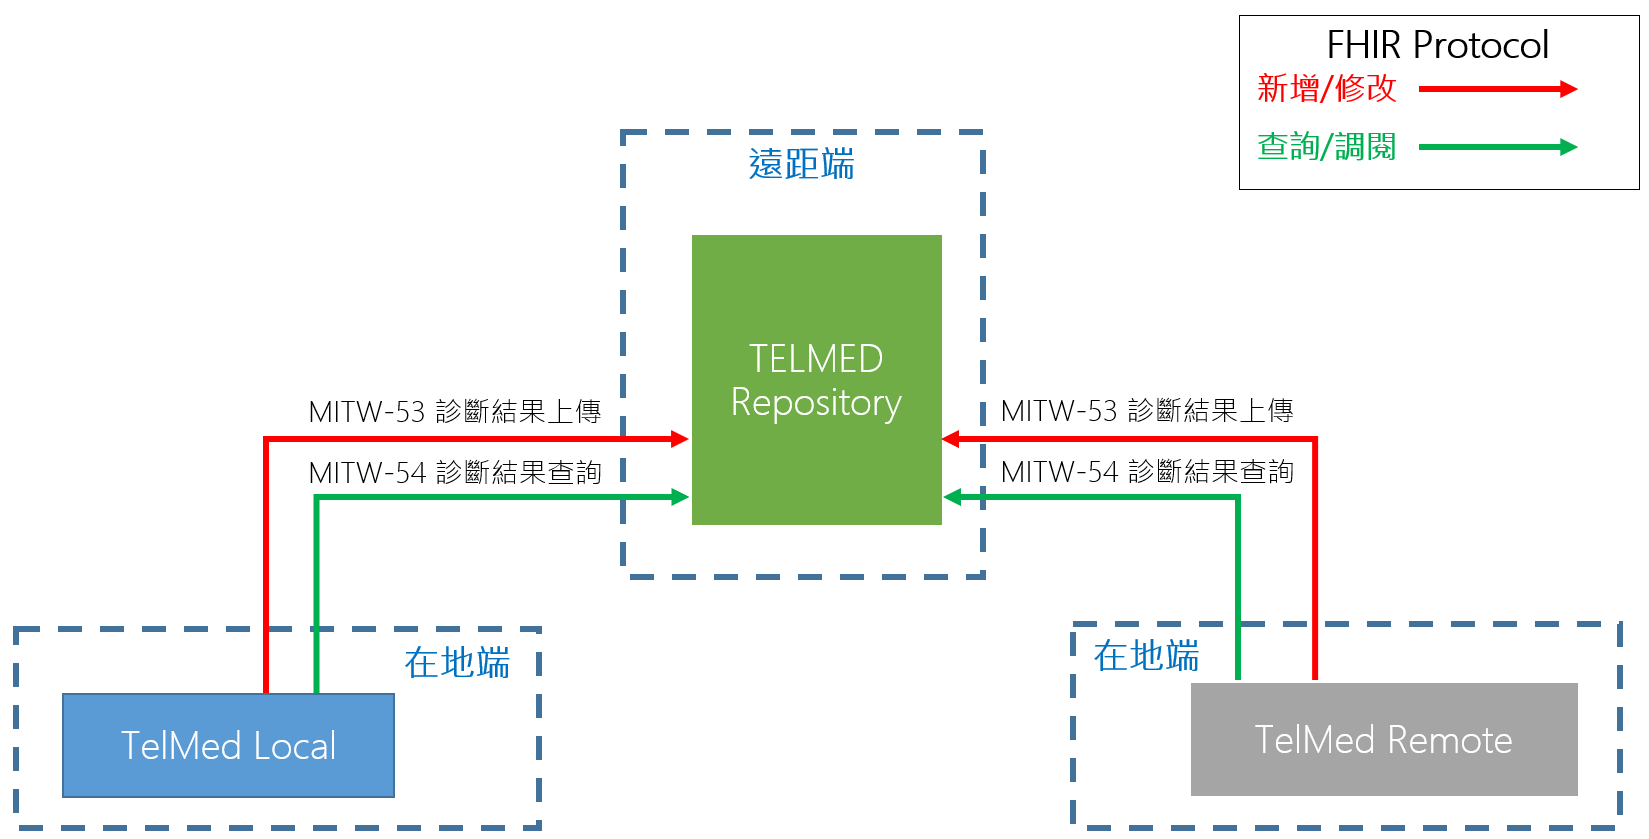 FHIR Protocol
新增/修改
查詢/調閱
遠距端
TELMED
Repository
MITW-53 診斷結果上傳
MITW-54 診斷結果查詢
MITW-53 診斷結果上傳
MITW-54 診斷結果查詢
在地端
TelMed Local
在地端
TelMed Remote